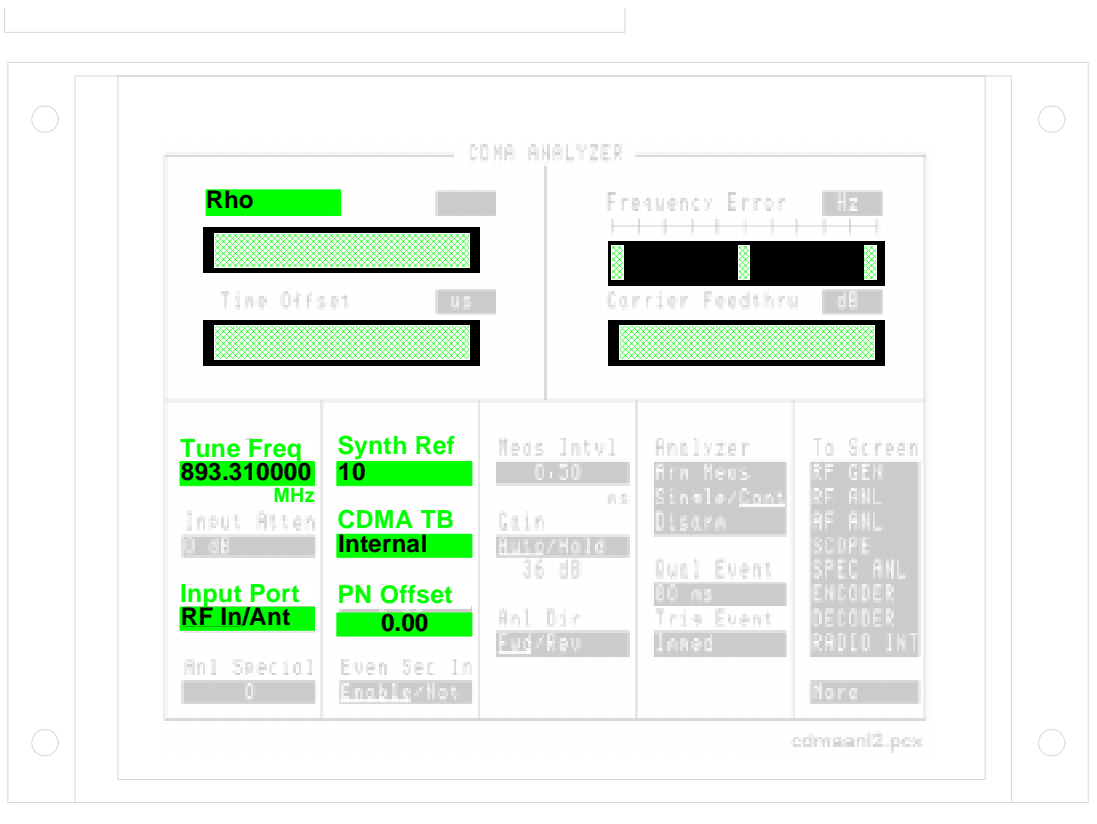 CDMA ANALYZER
Rho
Frequency Error Hz
Time Offset us
Carrier Feedthru dB
Tune Freq
893.310000
MHz
Input Atten
0 dB
Input Port
RF In/Ant
Anl Special
0
Synth Ref
10
CDMA TB
Internal
PN Offset
0.00
Even Sec In
Enable/Not
Meas Intvl
0.50
ms
Gain
Auto/Hold
36 dB
Anl Dir
Fwd/Rev
Analyzer
Arm Meas
Single/Cont
Disarm
Qual Event
80 ms
Trig Event
Immed
To Screen
RF GEN
RF ANL
AF ANL
SCOPE
SPEC ANL
ENCODER
DECODER
RADIO INT
More
cdmaanl2.pcx